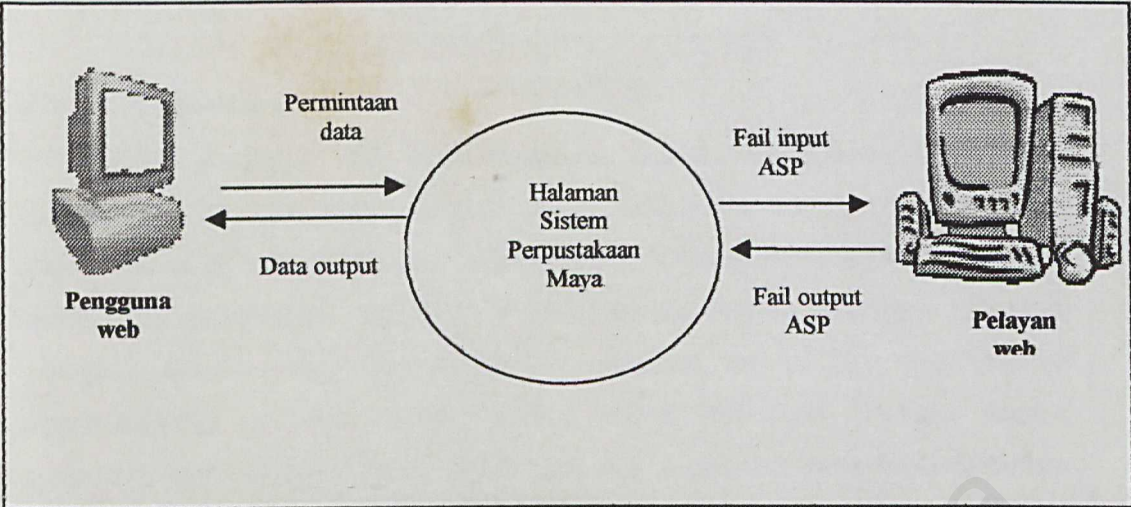 Permintaan
data
Data output
Pengguna
web
Halaman
Sistem
Perpustakaan
Maya
Fail input
ASP
Fail output
ASP
Pelayan
web